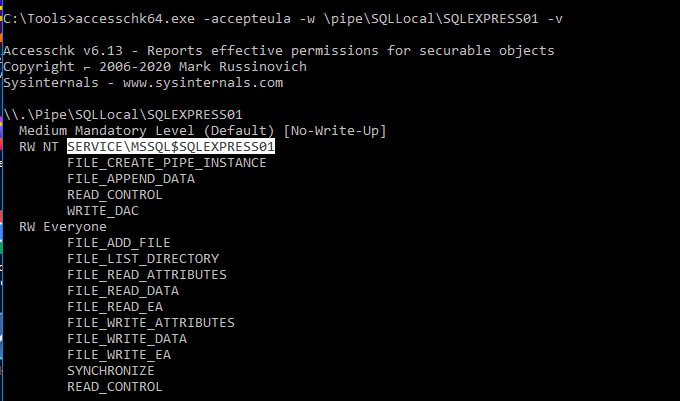 C:\Tools>accesschk64.exe -accepteula -w \pipe\SQLLocal\SQLEXPRESS01 -v
Accesschk v6.13 - Reports effective permissions for securable objects
Copyright ⌐ 2006-2020 Mark Russinovich
Sysinternals - www.sysinternals.com
\\.\Pipe\SQLLocal\SQLEXPRESS01
Medium Mandatory Level (Default) [No-Write-Up]
RW NT SERVICE\MSSQL$SQLEXPRESS01
FILE_CREATE_PIPE_INSTANCE
FILE_APPEND_DATA
READ_CONTROL
WRITE_DAC
RW Everyone
FILE_ADD_FILE
FILE_LIST_DIRECTORY
FILE_READ_ATTRIBUTES
FILE_READ_DATA
FILE_READ_EA
FILE_WRITE_ATTRIBUTES
FILE_WRITE_DATA
FILE_WRITE_EA
SYNCHRONIZE
READ_CONTROL